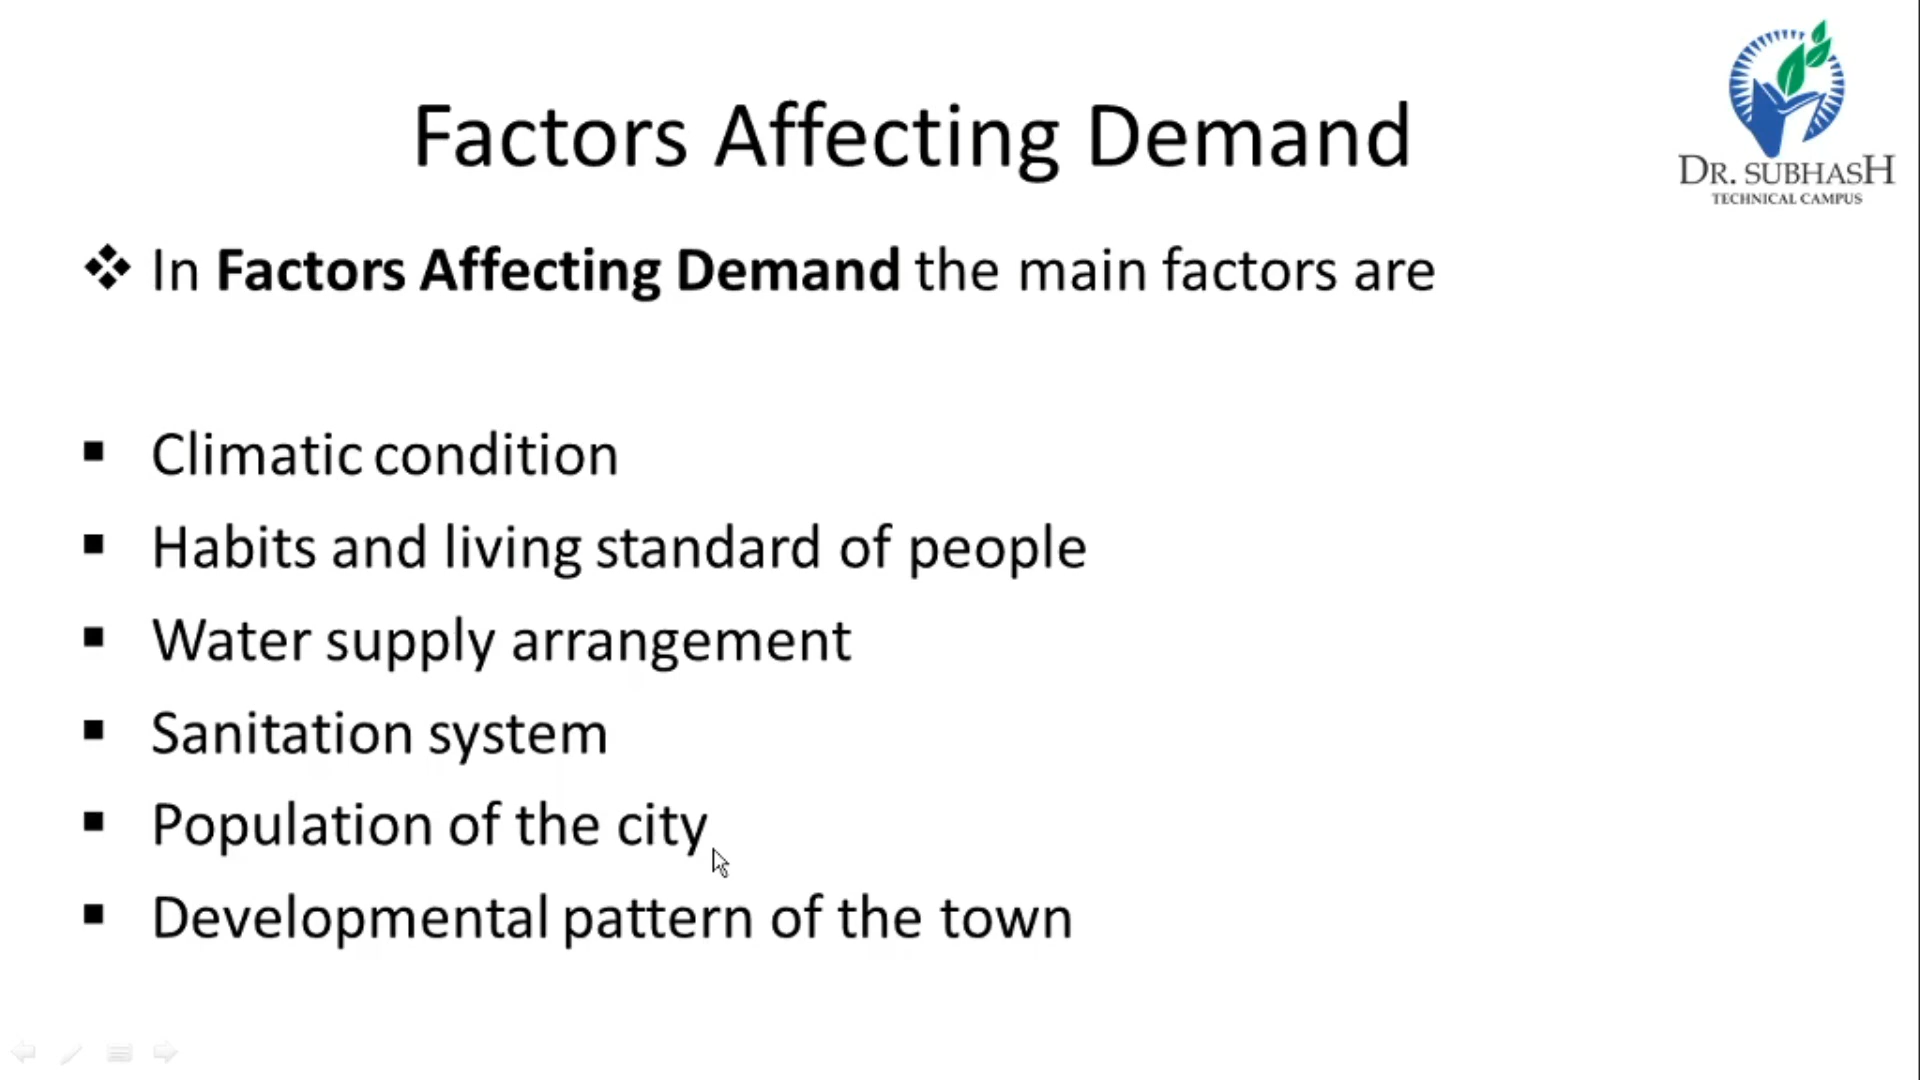 Factors Affecting Demand
DR. SUBHASH
TECHNICAL CAMPUS
❖ In Factors Affecting Demand the main factors are
▪ Climatic condition
▪ Habits and living standard of people
▪ Water supply arrangement
▪ Sanitation system
▪ Population of the city
▪ Developmental pattern of the town